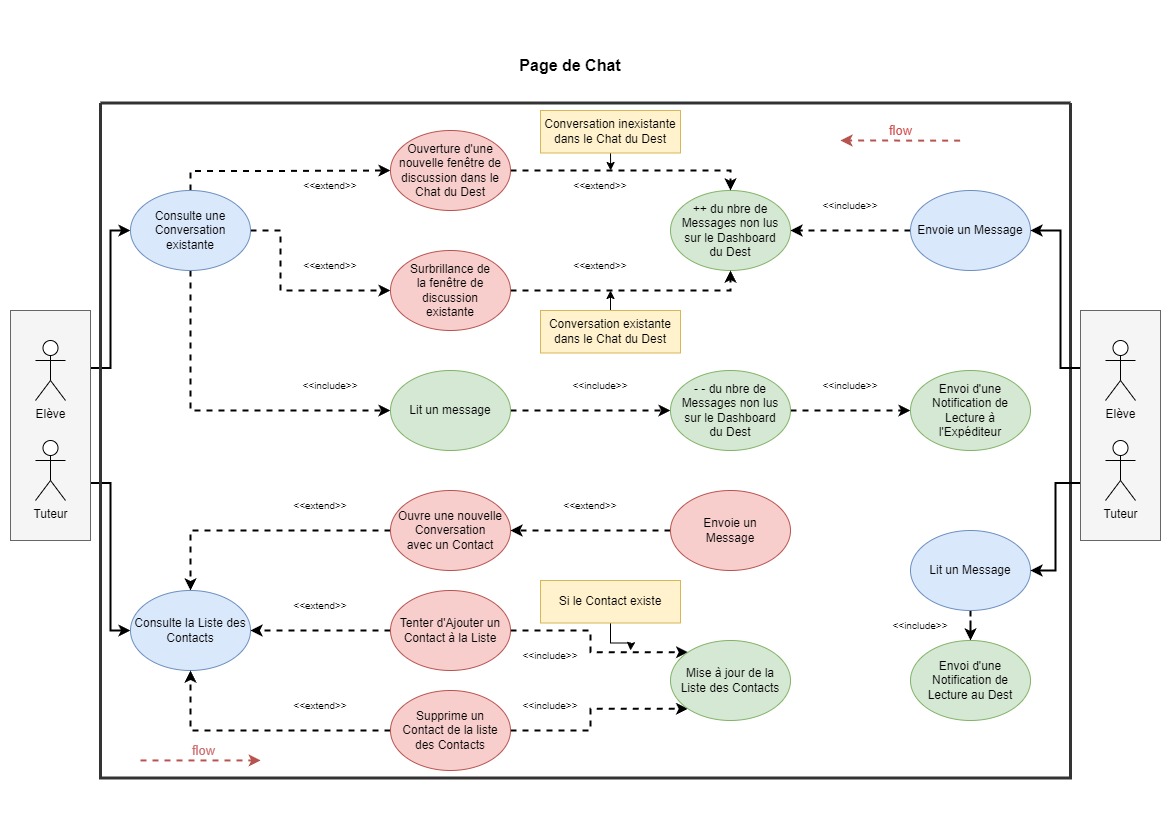 Page de Chat
Conversation inexistante
dans le Chat du Dest
flow
Ouverture d'une
nouvelle fenêtre de
discussion dans le
Chat du Dest
<<extend>>
<<extend>>
Consulte une
Conversation
existante
++ du nbre de
Messages non lus
sur le Dashboard
du Dest
<<include>>
Envoie un Message
<<extend>>
Surbrillance de
la fenêtre de
discussion
existante
<<extend>>
Conversation existante
dans le Chat du Dest
Elève
Tuteur
<<include>>
Lit un message
<<include>>
- - du nbre de
Messages non lus
sur le Dashboard
du Dest
<<include>>
Envoi d'une
Notification de
Lecture à
l'Expéditeur
Elève
Tuteur
<<extend>>
Ouvre une nouvelle
Conversation
avec un Contact
<<extend>>
Envoie un
Message
Lit un Message
Si le Contact existe
<<extend>>
Consulte la Liste des
Contacts
Tenter d'Ajouter un
Contact à la Liste
<<include>>
Mise à jour de la
Liste des Contacts
<<include>>
Envoi d'une
Notification de
Lecture au Dest
<<extend>>
Supprime un
Contact de la liste
des Contacts
<<include>>
flow